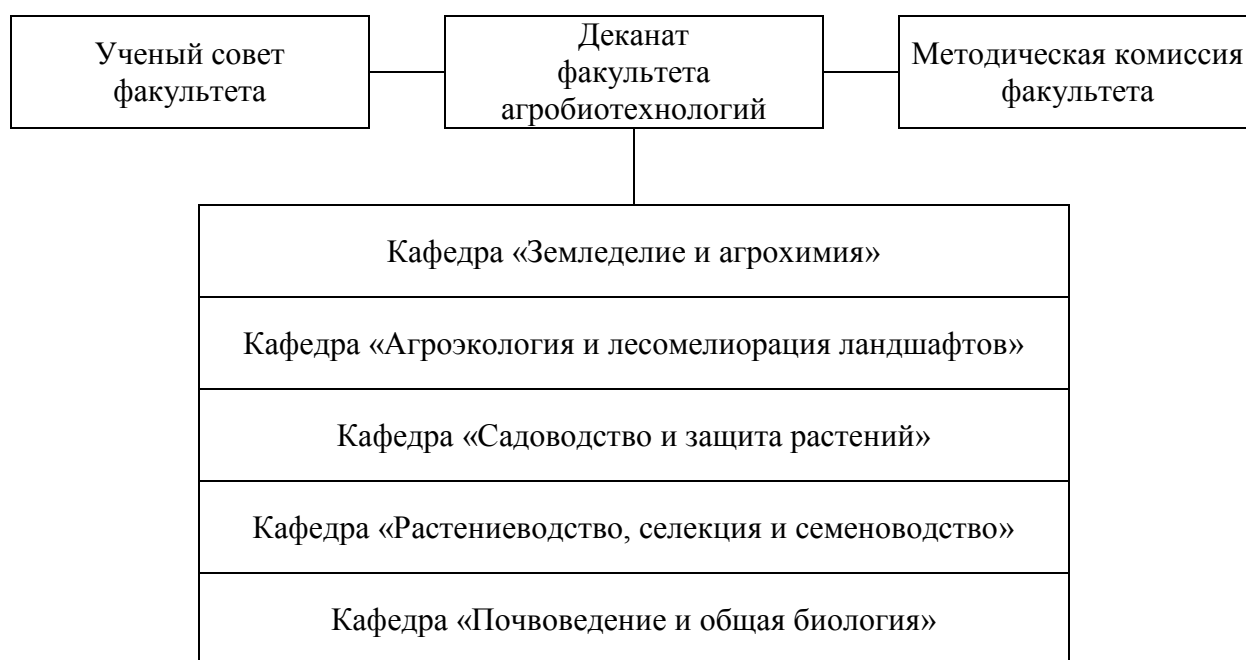 Ученый совет
факультета
Деканат
факультета
агробиотехнологий
Методическая комиссия
факультета
Кафедра «Земледелие и агрохимия»
Кафедра «Агроэкология и лесомелиорация ландшафтов»
Кафедра «Садоводство и защита растений»
Кафедра «Растениеводство, селекция и семеноводство»
Кафедра «Почвоведение и общая биология»